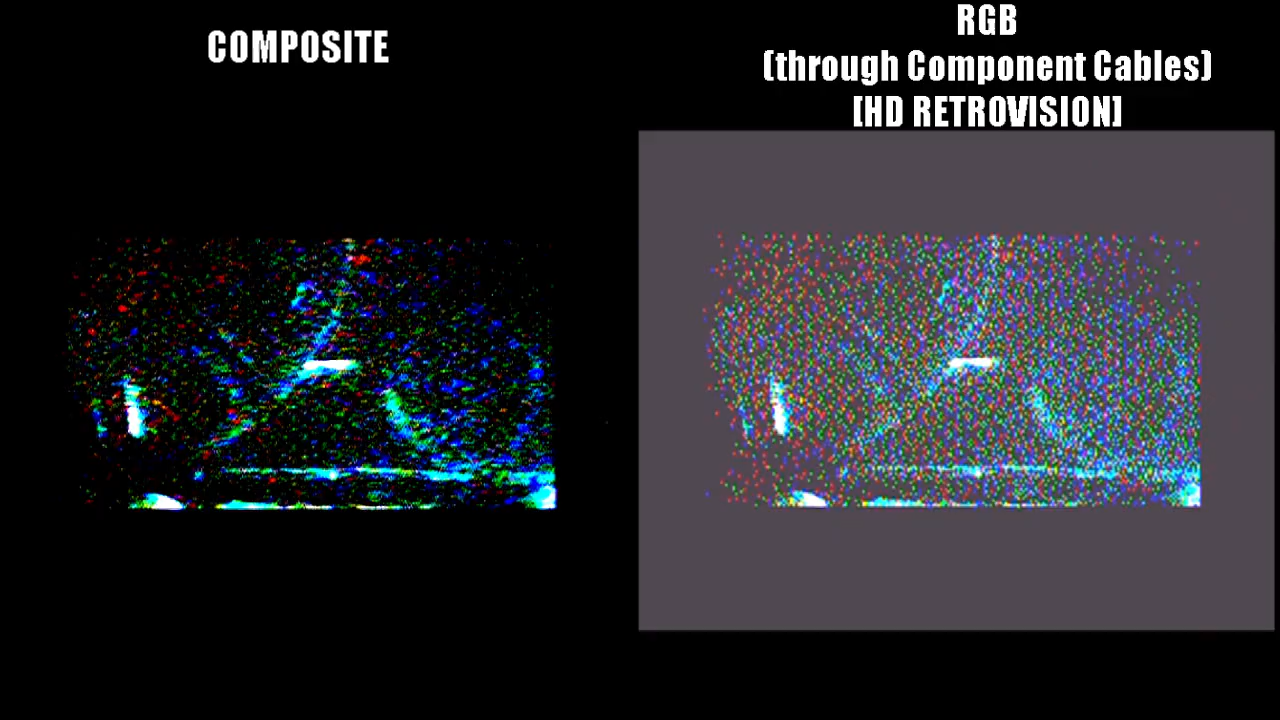 COMPOSITE
RGB
(through Component Cables)
[HD RETROVISION]